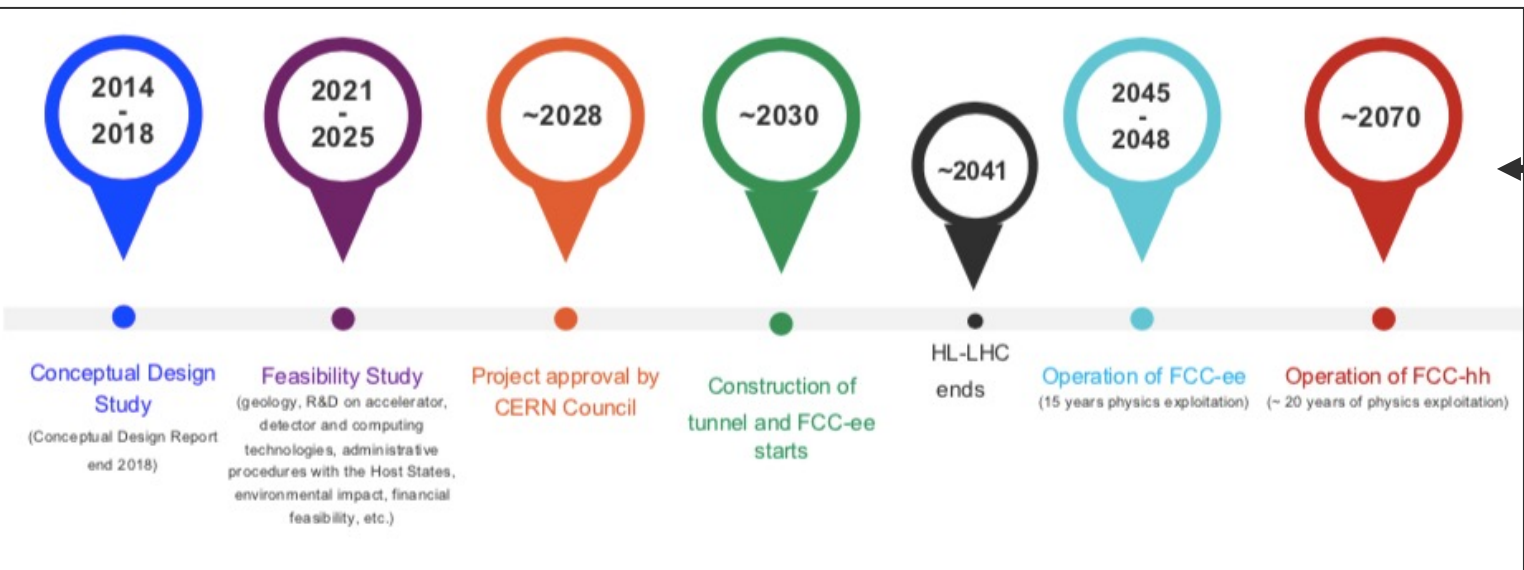 2014
-
2018
2021
-
2025
~2028
~2030
~2041
2045
-
2048
~2070
Conceptual Design
Study
(Conceptual Design Report
end 2018)
Feasibility Study
(geology, R&D on accelerator,
detector and computing
technologies, administrative
procedures with the Host States,
environmental impact, financial
feasibility, etc.)
Project approval by
CERN Council
Construction of
tunnel and FCC-ee
starts
HL-LHC
ends
Operation of FCC-ee
(15 years physics exploitation)
Operation of FCC-hh
(~ 20 years of physics exploitation)